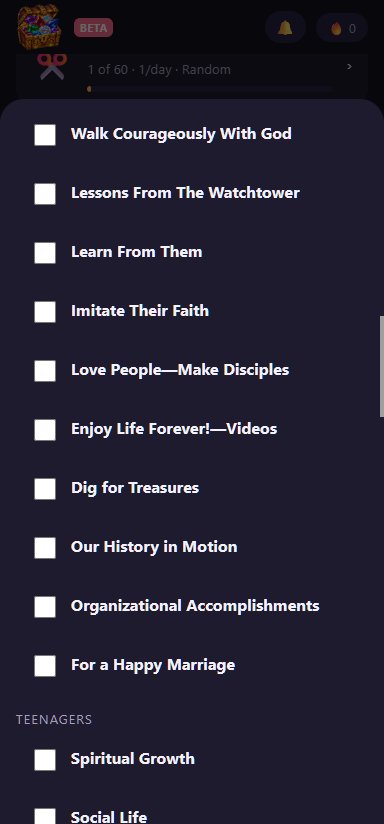 BETA
0
1 of 60 · 1/day · Random
Walk Courageously With God
Lessons From The Watchtower
Learn From Them
Imitate Their Faith
Love People—Make Disciples
Enjoy Life Forever!—Videos
Dig for Treasures
Our History in Motion
Organizational Accomplishments
For a Happy Marriage
TEENAGERS
Spiritual Growth
Social Life